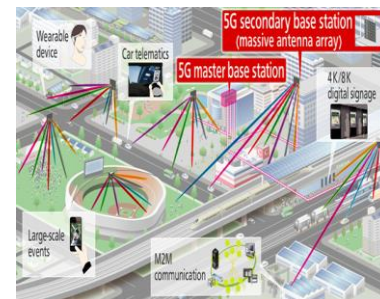 Wearable
device
Car telematics
5G secondary base station
(massive antenna array)
5G master base station
4K/8K
digital signage
Large-scale
events
M2M
communication